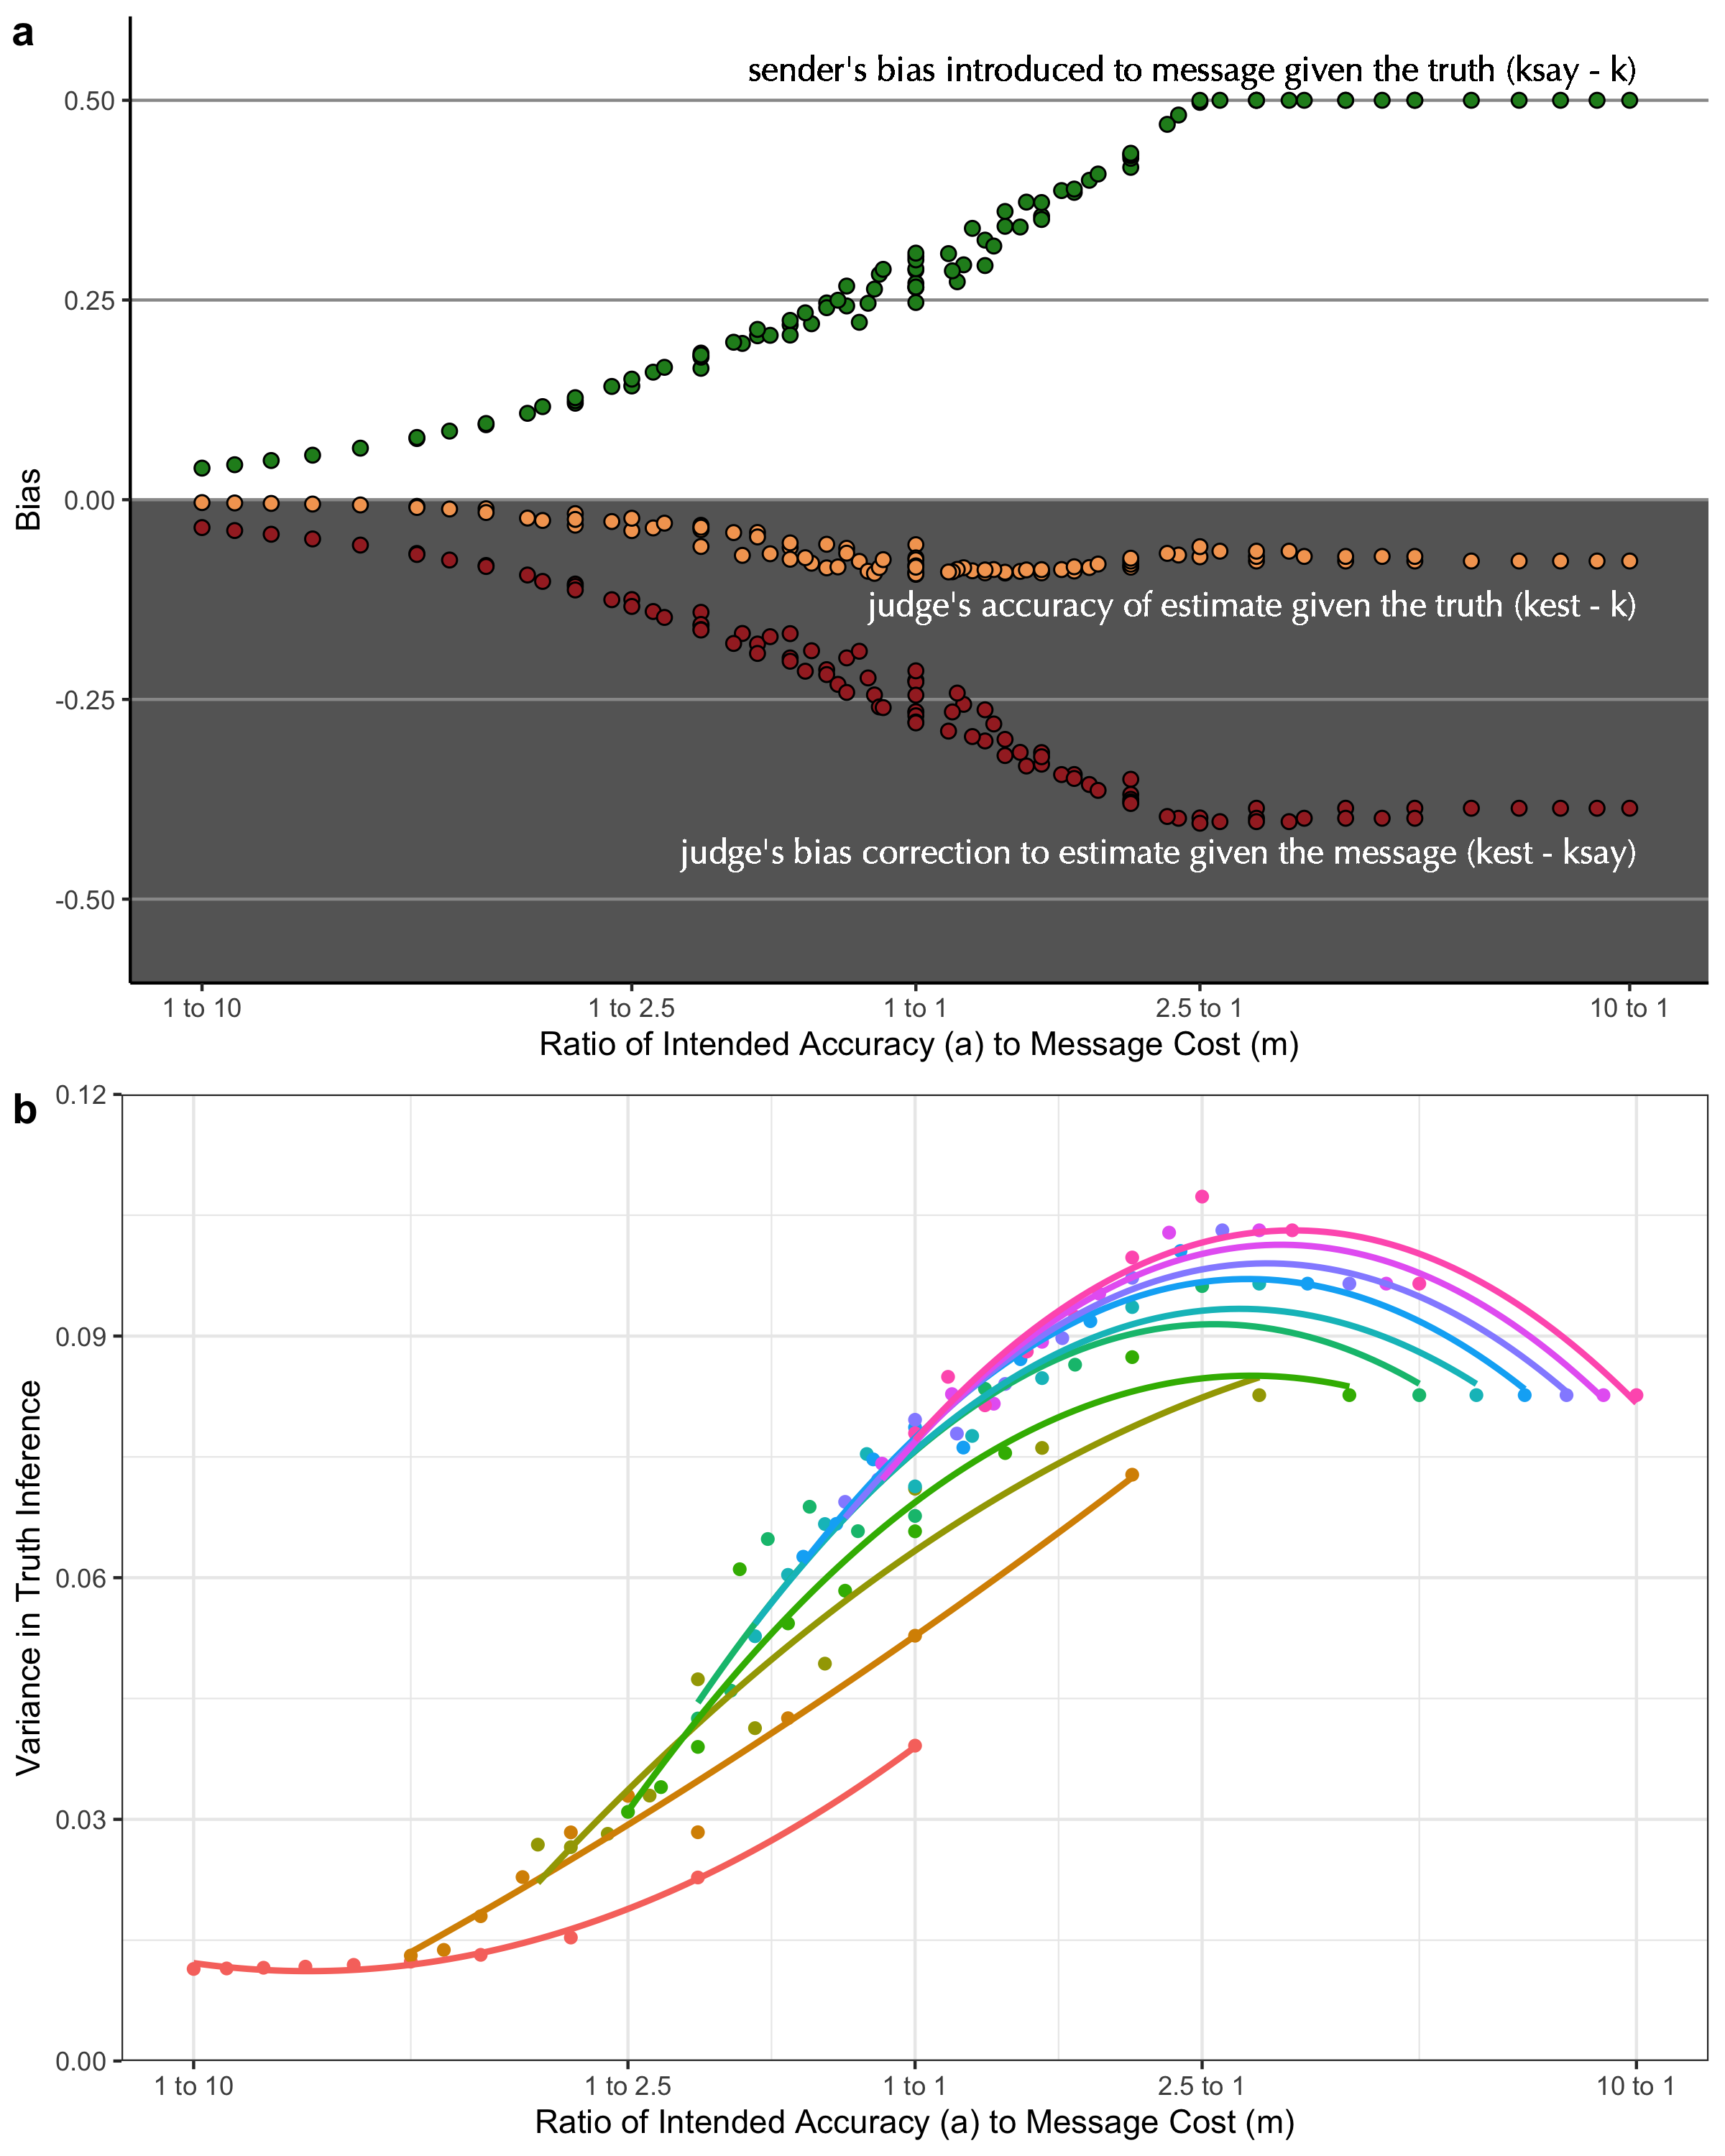 a
sender's bias introduced to message given the truth (ksay - k)
0.50
0.25
0.00
-0.25
-0.50
Bias
judge's accuracy of estimate given the truth (kest - k)
judge's bias correction to estimate given the message (kest - ksay)
1 to 10
1 to 2.5
1 to 1
2.5 to 1
10 to 1
Ratio of Intended Accuracy (a) to Message Cost (m)
b
0.12
0.09
0.06
0.03
0.00
Variance in Truth Inference
1 to 10
1 to 2.5
1 to 1
2.5 to 1
10 to 1
Ratio of Intended Accuracy (a) to Message Cost (m)